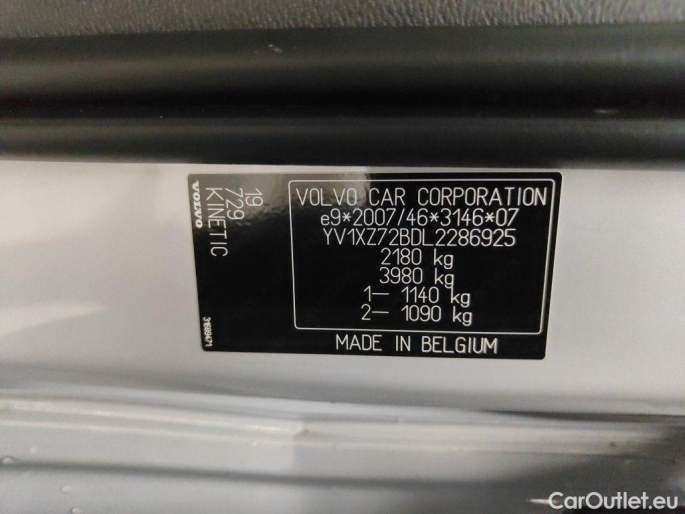 VOLVO CAR CORPORATION
e9*2007/46*3146*07
YV1XZ72BDL2286925
2180 kg
3980 kg
1– 1140 kg
2– 1090 kg
MADE IN BELGIUM
19
729
KINETIC
VOLVO
CarOutlet.eu